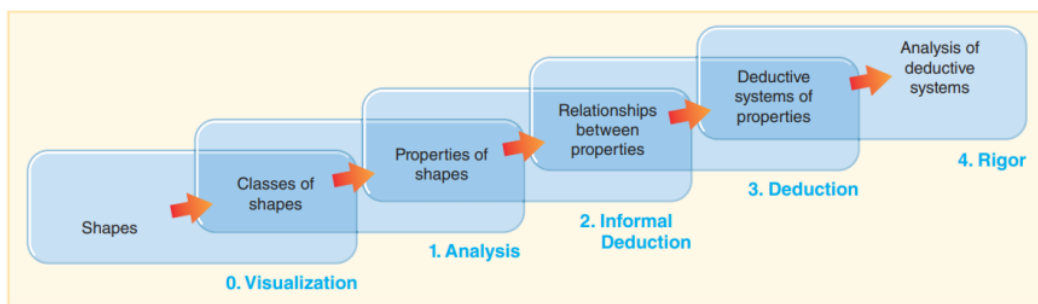 Shapes
Classes of
shapes
Properties of
shapes
Relationships
between
properties
Deductive
systems of
properties
Analysis of
deductive
systems
0. Visualization
1. Analysis
2. Informal
Deduction
3. Deduction
4. Rigor